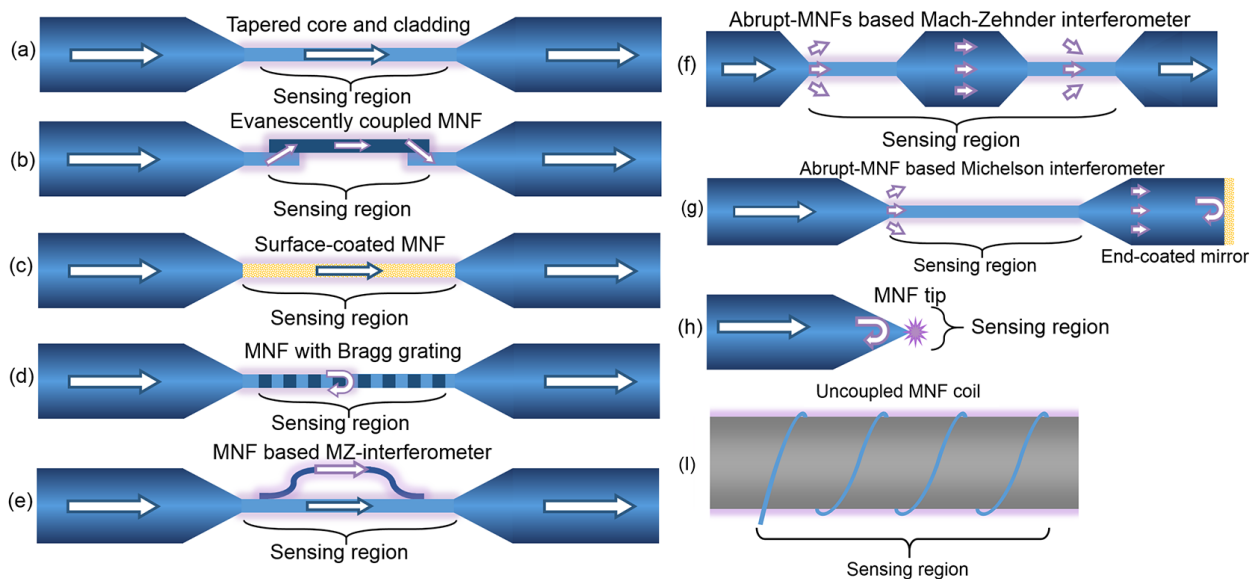 (a)
Tapered core and cladding
Sensing region
(b)
Evanescently coupled MNF
Sensing region
(c)
Surface-coated MNF
Sensing region
(d)
MNF with Bragg grating
Sensing region
(e)
MNF based MZ-interferometer
Sensing region
(f)
Abrupt-MNFs based Mach-Zehnder interferometer
Sensing region
(g)
Abrupt-MNF based Michelson interferometer
Sensing region
End-coated mirror
(h)
MNF tip
Sensing region
(I)
Uncoupled MNF coil
Sensing region